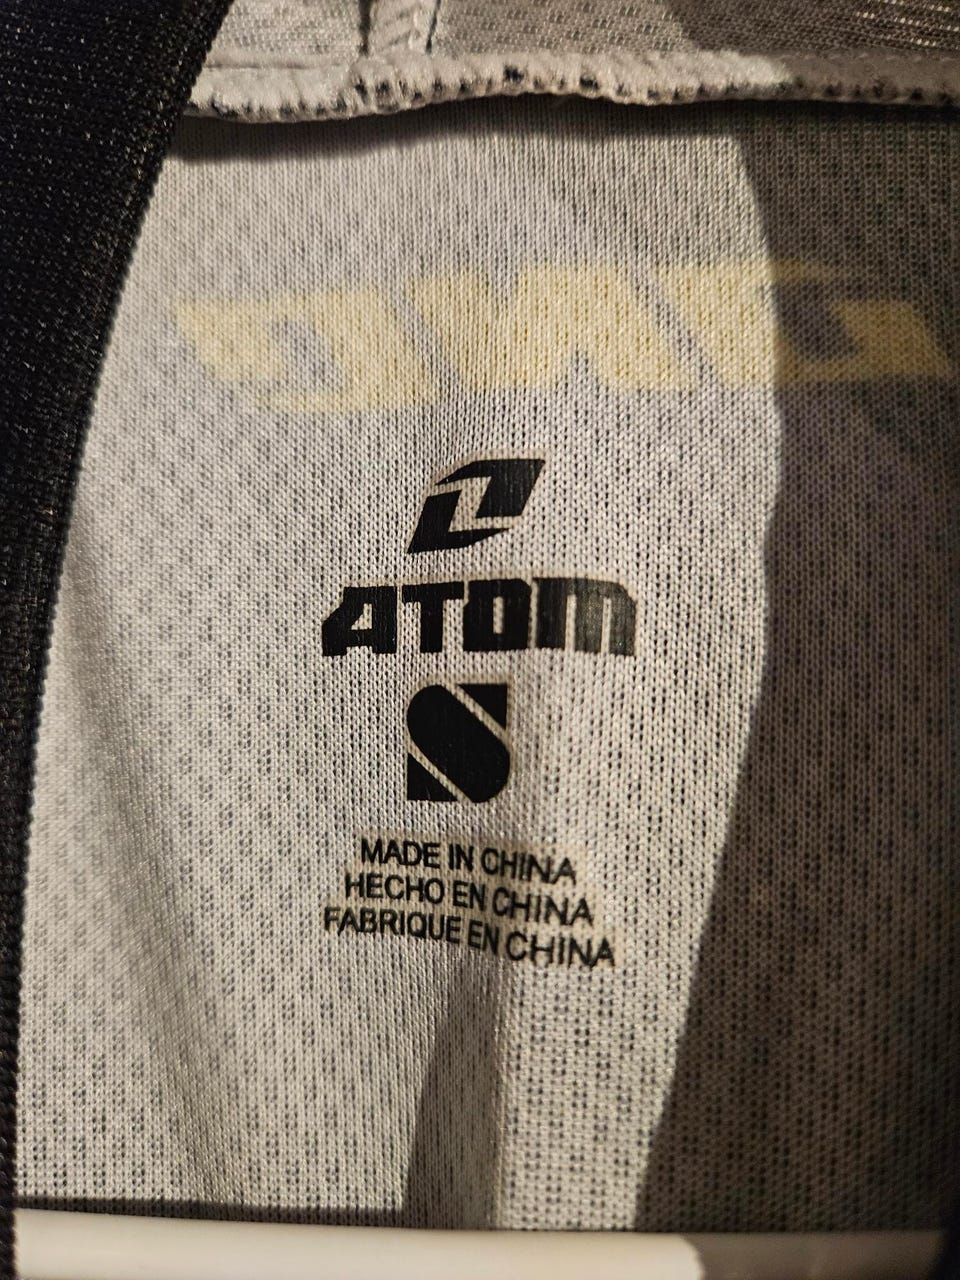 ATOM
S
MADE IN CHINA
HECHO EN CHINA
FABRIQUE EN CHINA